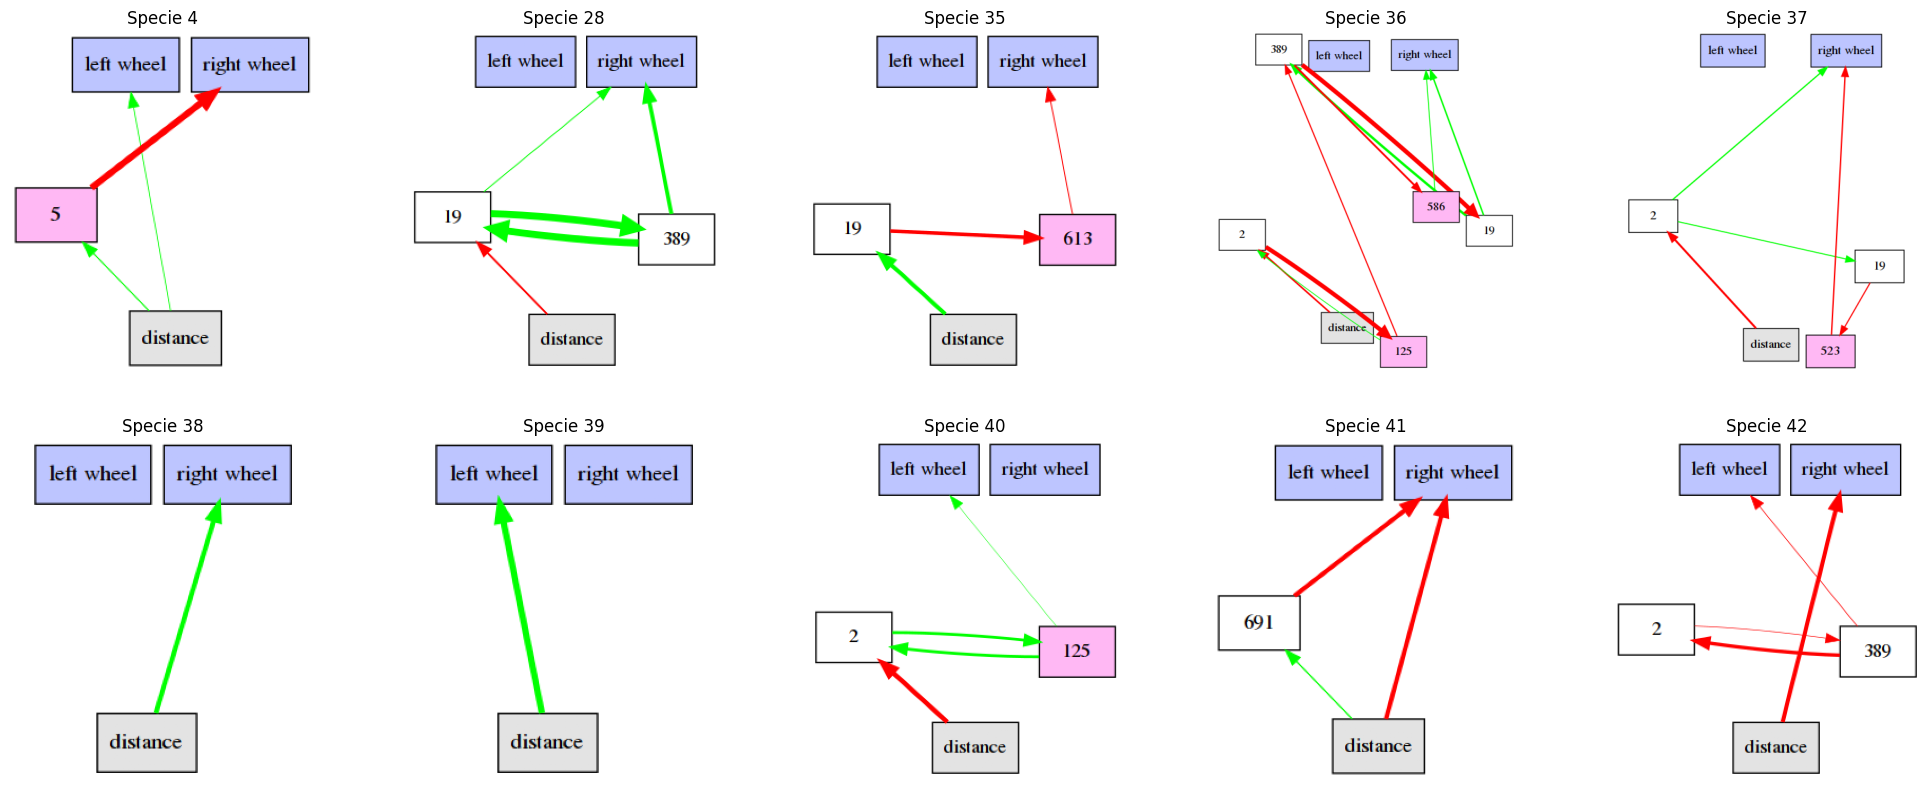 Specie 4
left wheel
right wheel
5
distance
Specie 28
left wheel
right wheel
19
389
distance
Specie 35
left wheel
right wheel
19
613
distance
Specie 36
389
left wheel
right wheel
586
19
2
distance
125
Specie 37
left wheel
right wheel
2
19
distance
523
Specie 38
left wheel
right wheel
distance
Specie 39
left wheel
right wheel
distance
Specie 40
left wheel
right wheel
2
125
distance
Specie 41
left wheel
right wheel
691
distance
Specie 42
left wheel
right wheel
2
389
distance